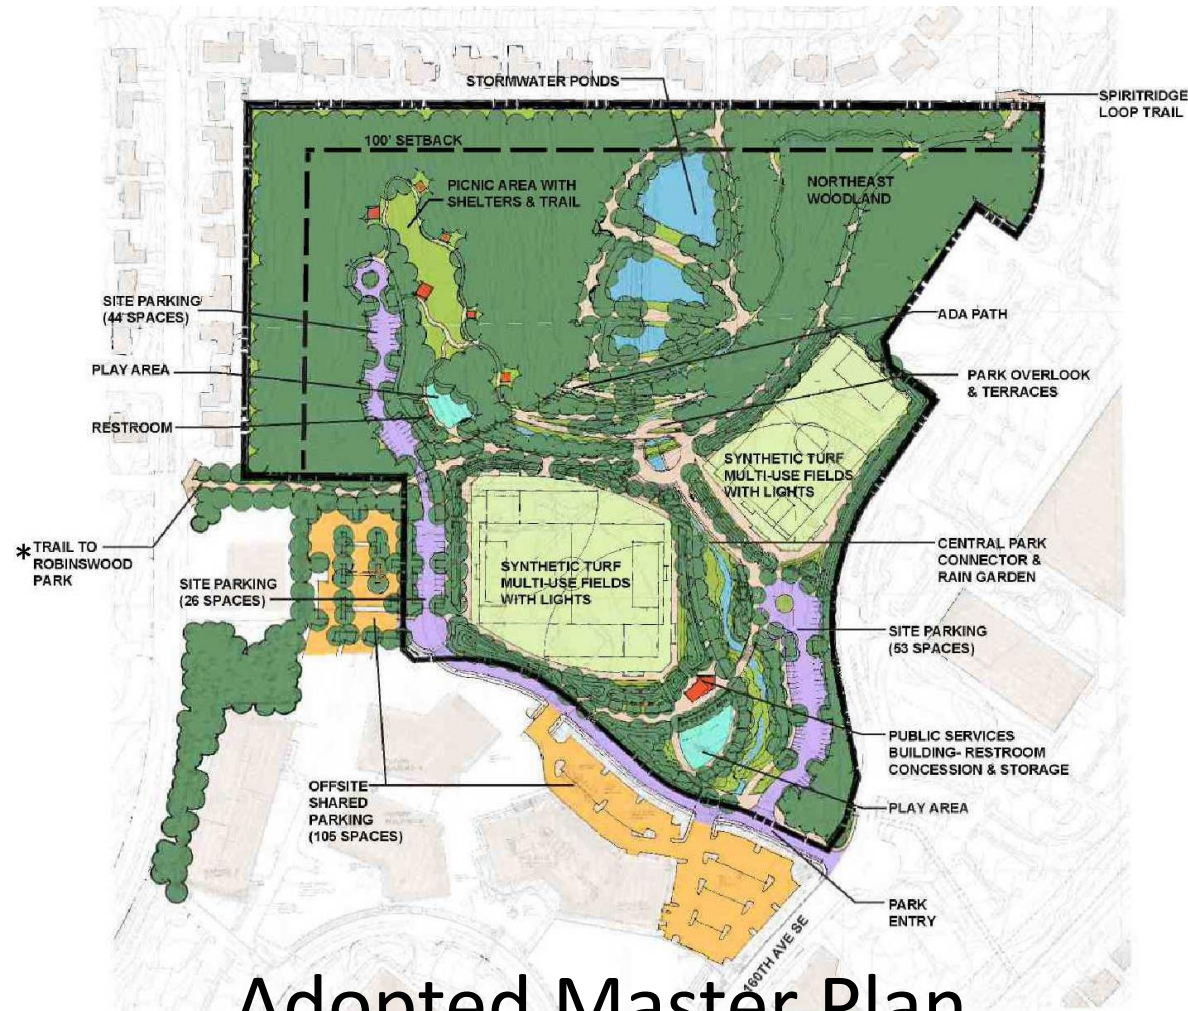 STORMWATER PONDS
SPIRITRIDGE
LOOP TRAIL
100' SETBACK
PICNIC AREA WITH
SHELTERS & TRAIL
NORTHEAST
WOODLAND
SITE PARKING
(44 SPACES)
ADA PATH
PLAY AREA
PARK OVERLOOK
& TERRACES
RESTROOM
SYNTHETIC TURF
MULTI-USE FIELDS
WITH LIGHTS
*TRAIL TO
ROBINSWOOD
PARK
SYNTHETIC TURF
MULTI-USE FIELDS
WITH LIGHTS
CENTRAL PARK
CONNECTOR &
RAIN GARDEN
SITE PARKING
(26 SPACES)
SITE PARKING
(53 SPACES)
PUBLIC SERVICES
BUILDING- RESTROOM
CONCESSION & STORAGE
OFFSITE
SHARED
PARKING
(105 SPACES)
PLAY AREA
PARK
ENTRY
160TH AVE SE
Adopted Master Plan